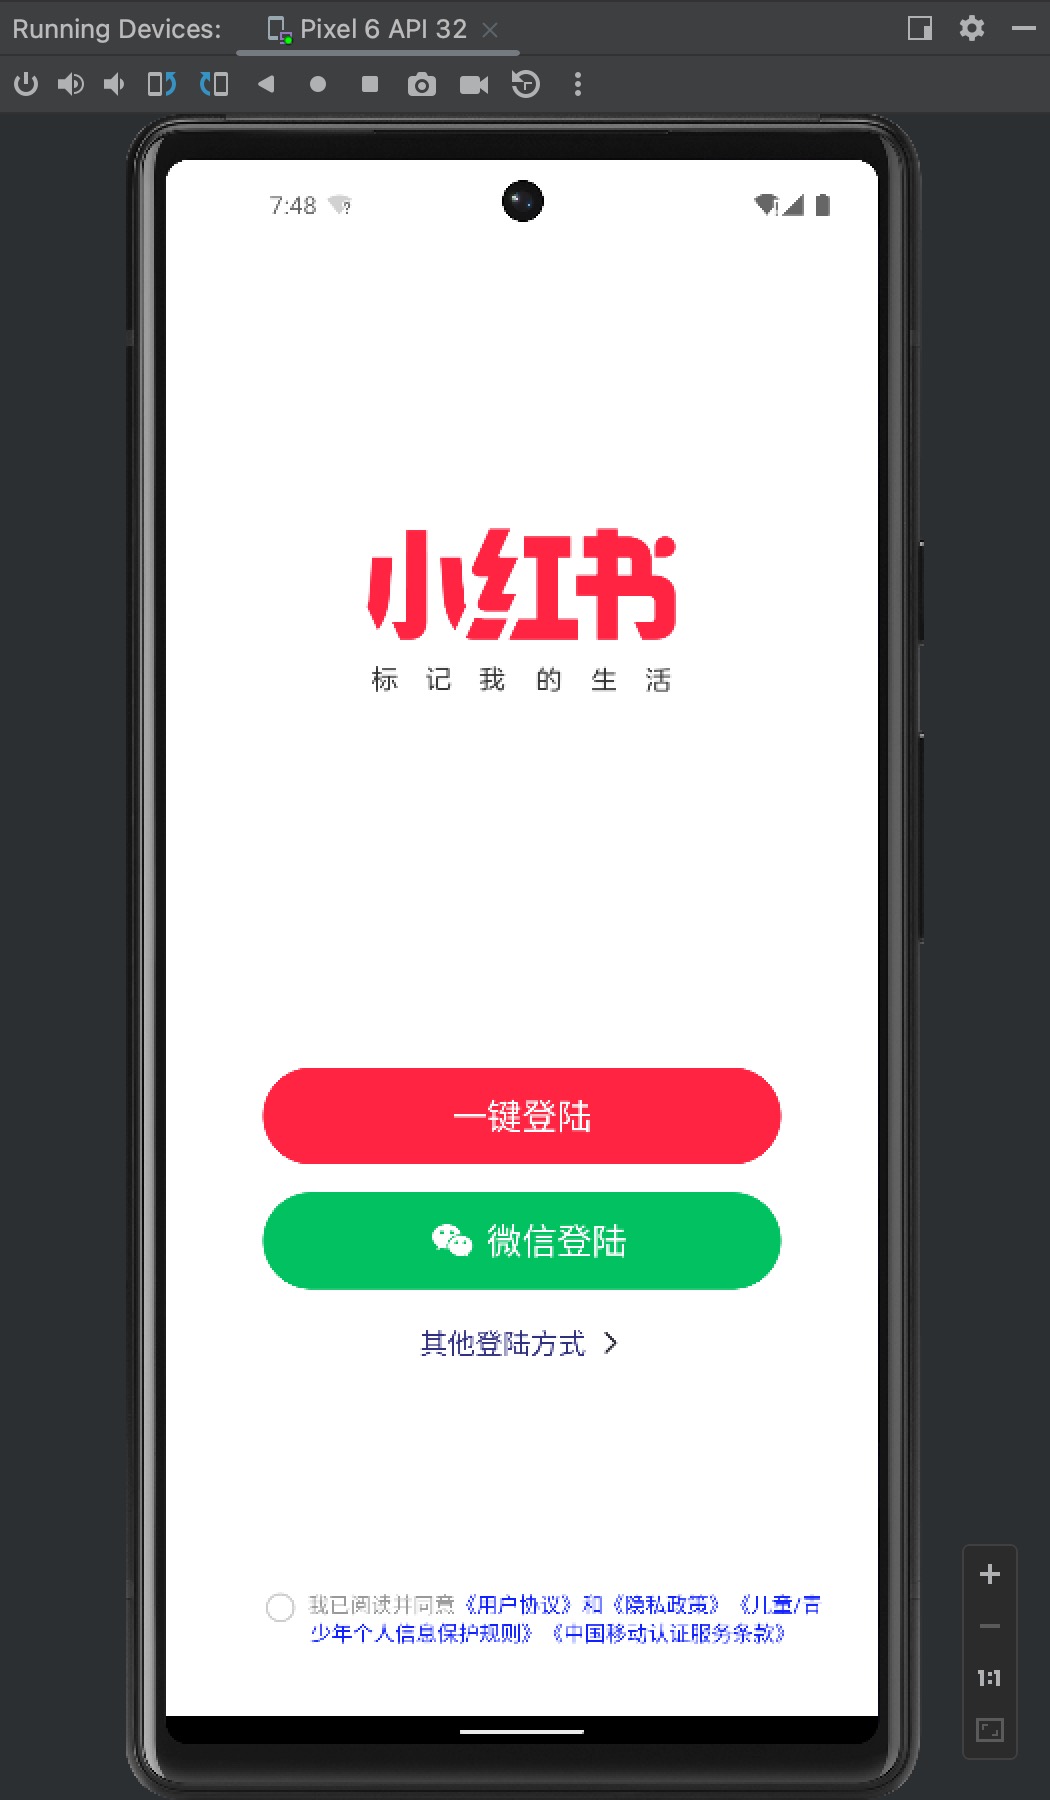 Running Devices: Pixel 6 API 32
7:48
小红书
标记我的生活
一键登陆
微信登陆
其他登陆方式
我已阅读并同意《用户协议》和《隐私政策》《儿童/青
少年个人信息保护规则》《中国移动认证服务条款》
1:1